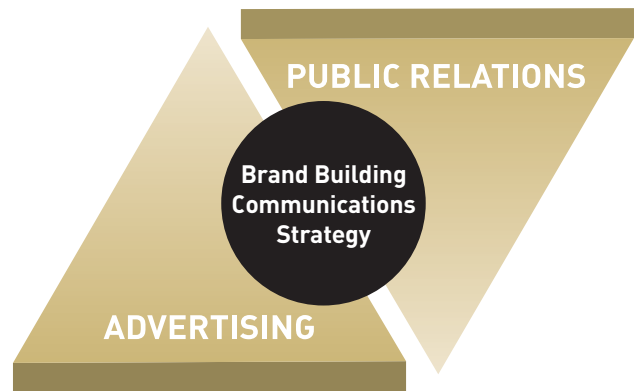 PUBLIC RELATIONS
Brand Building
Communications
Strategy
ADVERTISING